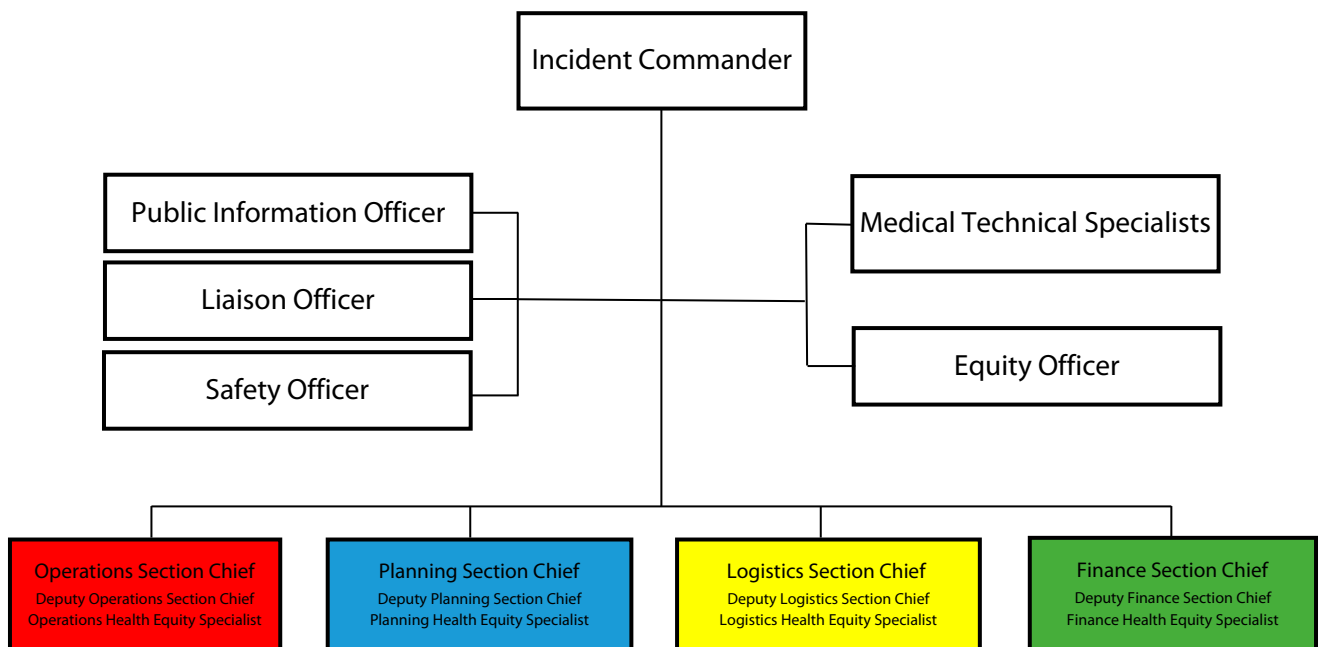 Incident Commander
Public Information Officer
Medical Technical Specialists
Liaison Officer
Equity Officer
Safety Officer
Operations Section Chief
Deputy Operations Section Chief
Operations Health Equity Specialist
Planning Section Chief
Deputy Planning Section Chief
Planning Health Equity Specialist
Logistics Section Chief
Deputy Logistics Section Chief
Logistics Health Equity Specialist
Finance Section Chief
Deputy Finance Section Chief
Finance Health Equity Specialist